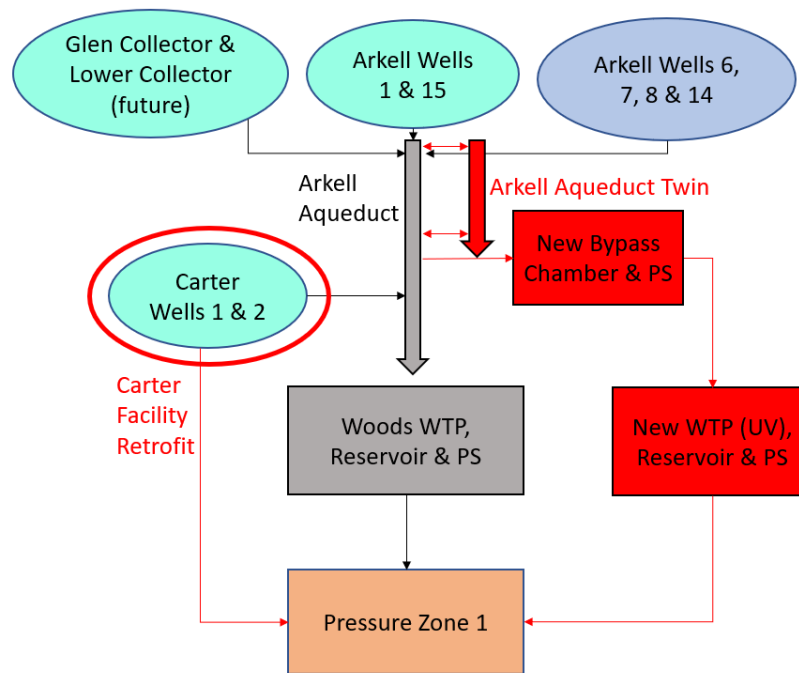 Glen Collector &
Lower Collector
(future)
Arkell Wells
1 & 15
Arkell Wells 6,
7, 8 & 14
Arkell
Aqueduct
Arkell Aqueduct Twin
New Bypass
Chamber & PS
Carter
Wells 1 & 2
Carter
Facility
Retrofit
Woods WTP,
Reservoir & PS
New WTP (UV),
Reservoir & PS
Pressure Zone 1